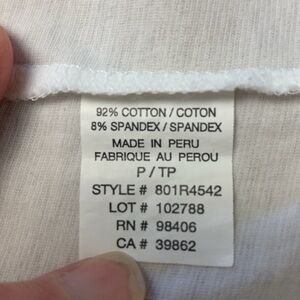 92% COTTON / COTON
8% SPANDEX / SPANDEX
MADE IN PERU
FABRIQUE AU PEROU
P / TP
STYLE # 801R4542
LOT # 102788
RN # 98406
CA # 39862